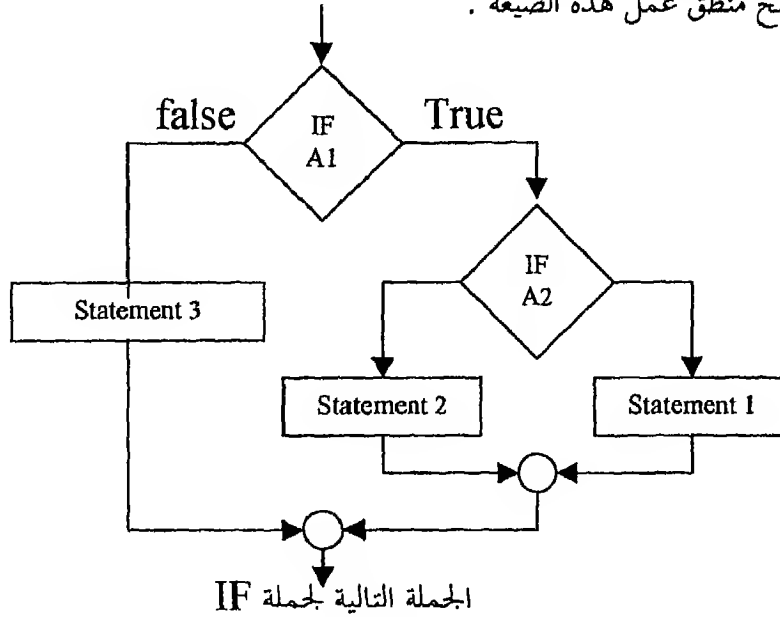 ـح منطق عمل هذه الصيغة .
false
True
IF
A1
IF
A2
Statement 3
Statement 2
Statement 1
الجملة التالية لجملة IF